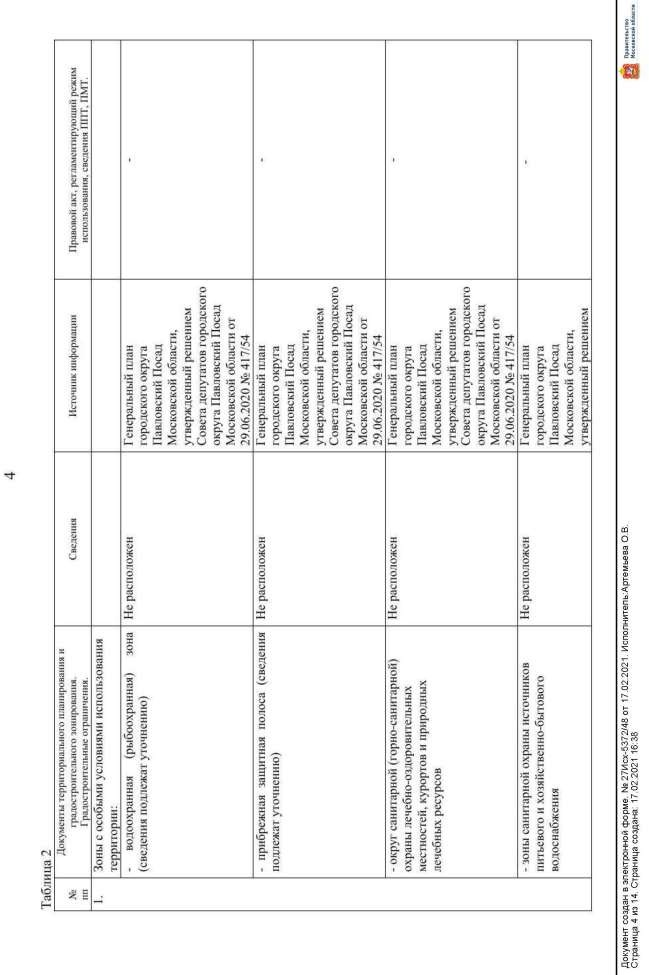 4
Таблица 2
№
пп
Документы территориального планирования и
градостроительного зонирования.
Градостроительные ограничения.
Сведения
Источник информации
Правовой акт, регламентирующий режим
использования, сведения ППТ, ПМТ.
1.
Зоны с особыми условиями использования
территории:
- водоохранная (рыбоохранная) зона
(сведения подлежат уточнению)
Не расположен
Генеральный план
городского округа
Павловский Посад
Московской области,
утвержденный решением
Совета депутатов городского
округа Павловский Посад
Московской области от
29.06.2020 № 417/54
-
- прибрежная защитная полоса (сведения
подлежат уточнению)
Не расположен
Генеральный план
городского округа
Павловский Посад
Московской области,
утвержденный решением
Совета депутатов городского
округа Павловский Посад
Московской области от
29.06.2020 № 417/54
-
- округ санитарной (горно-санитарной)
охраны лечебно-оздоровительных
местностей, курортов и природных
лечебных ресурсов
Не расположен
Генеральный план
городского округа
Павловский Посад
Московской области,
утвержденный решением
Совета депутатов городского
округа Павловский Посад
Московской области от
29.06.2020 № 417/54
-
- зоны санитарной охраны источников
питьевого и хозяйственно-бытового
водоснабжения
Не расположен
Генеральный план
городского округа
Павловский Посад
Московской области,
утвержденный решением
-
Документ создан в электронной форме. № 27Исх-5372/48 от 17.02.2021. Исполнитель:Артемьева О.В.
Страница 4 из 14. Страница создана: 17.02.2021 16:38
Правительство
Московской области